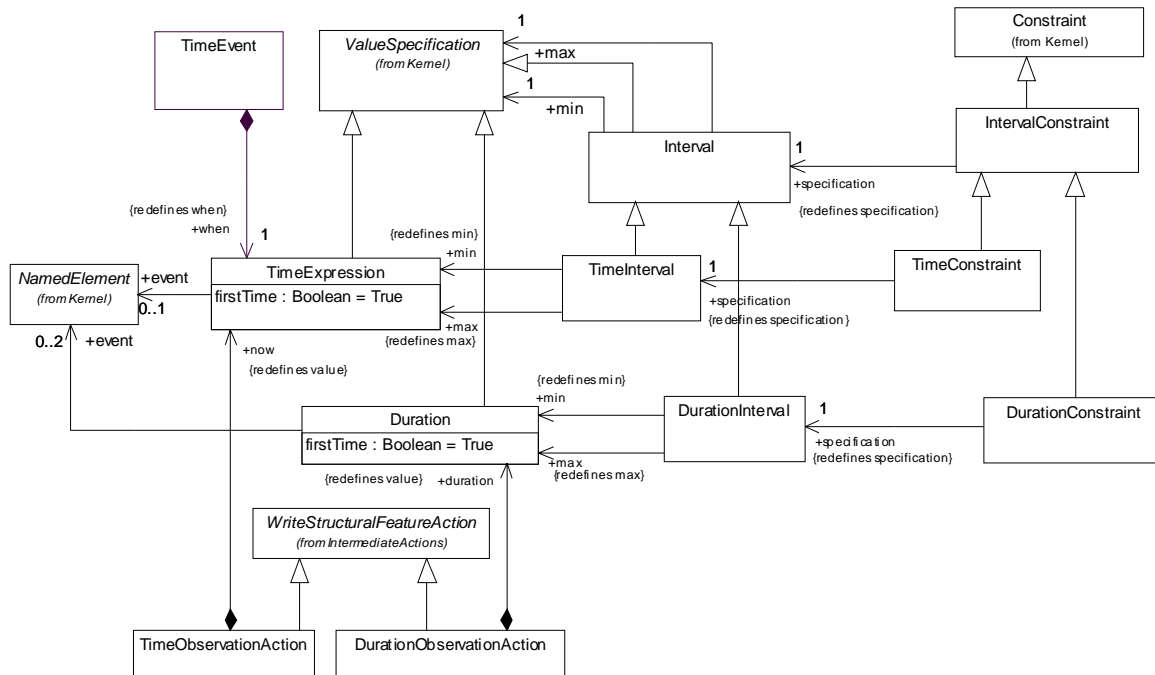 TimeEvent
ValueSpecification
(from Kernel)
1
+max
1
+min
Constraint
(from Kernel)
IntervalConstraint
Interval
1
+specification
{redefines specification}
{redefines when}
+when
1
{redefines min}
+min
NamedElement
(from Kernel)
+event
0..1
TimeExpression
firstTime : Boolean = True
TimeInterval
1
+specification
{redefines specification }
TimeConstraint
+max
{redefines max}
0..2
+event
+now
{redefines value}
{redefines min}
+min
Duration
firstTime : Boolean = True
DurationInterval
1
+specification
{redefines specification}
DurationConstraint
+max
{redefines max}
{redefines value}
+duration
WriteStructuralFeatureAction
(from IntermediateActions)
TimeObservationAction
DurationObservationAction